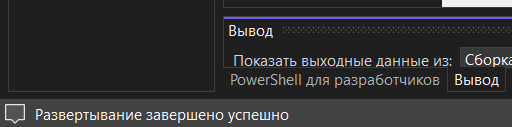 Вывод
Показать выходные данные из: Сборка
PowerShell для разработчиков Вывод
Развертывание завершено успешно